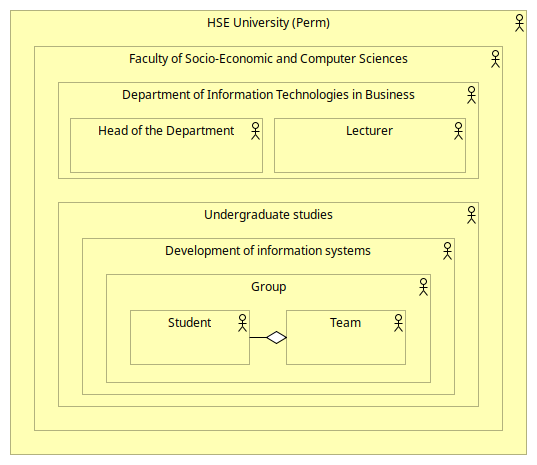 HSE University (Perm)
Faculty of Socio-Economic and Computer Sciences
Department of Information Technologies in Business
Head of the Department
Lecturer
Undergraduate studies
Development of information systems
Group
Student
Team